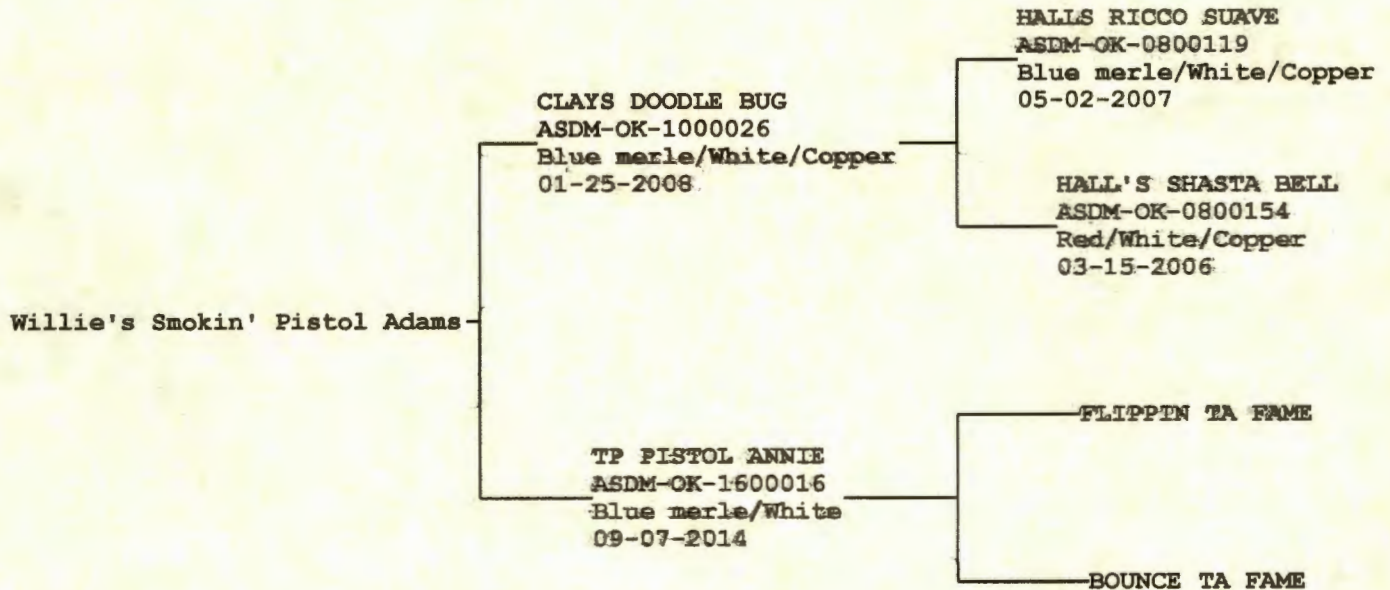 HALLS RICCO SUAVE
ASDM-OK-0800119
Blue merle/White/Copper
05-02-2007
CLAYS DOODLE BUG
ASDM-OK-1000026
Blue merle/White/Copper
01-25-2008
HALL'S SHASTA BELL
ASDM-OK-0800154
Red/White/Copper
03-15-2006
Willie's Smokin' Pistol Adams
FLIPPIN TA FAME
TP PISTOL ANNIE
ASDM-OK-1600016
Blue merle/White
09-07-2014
BOUNCE TA FAME